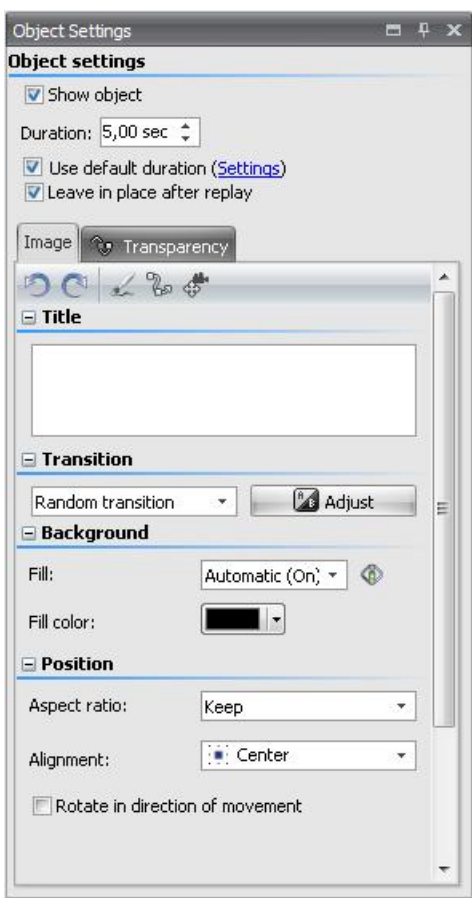 Object Settings
Object settings
Show object
Duration: 5,00 sec
Use default duration (Settings)
Leave in place after replay
Image Transparency
Title
Transition
Random transition Adjust
Background
Fill: Automatic (On)
Fill color:
Position
Aspect ratio: Keep
Alignment: Center
Rotate in direction of movement